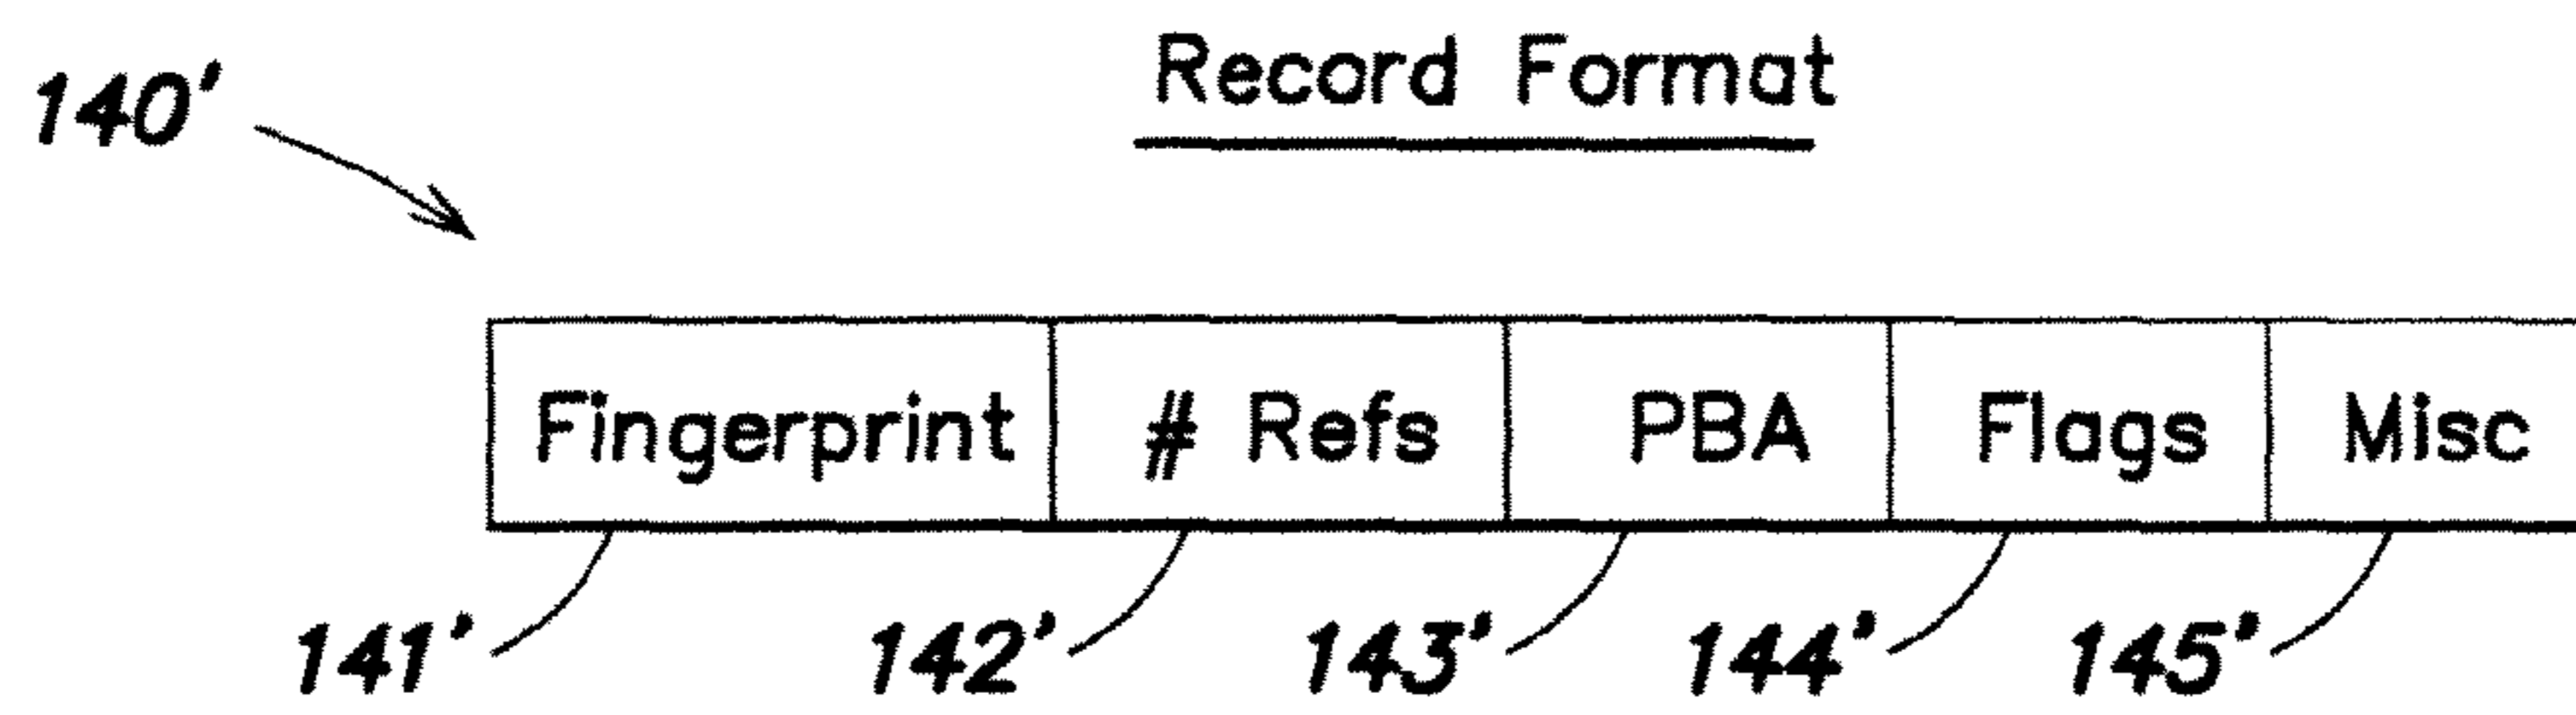 Record Format
140'
Fingerprint # Refs PBA Flags Misc
141' 142' 143' 144' 145'